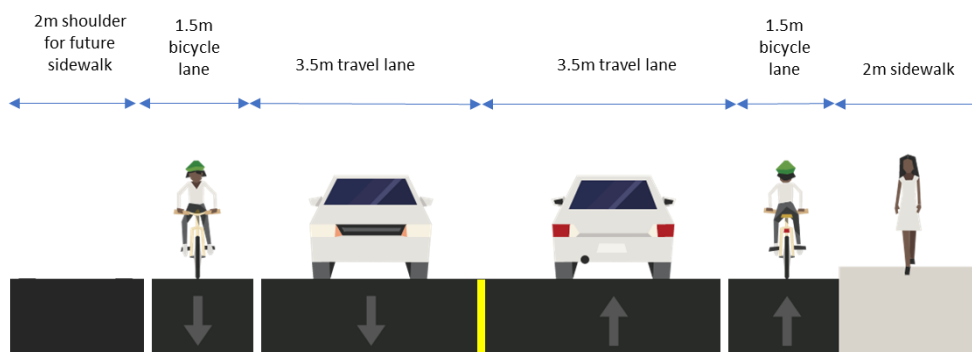 2m shoulder
for future
sidewalk
1.5m
bicycle
lane
3.5m travel lane
3.5m travel lane
1.5m
bicycle
lane
2m sidewalk